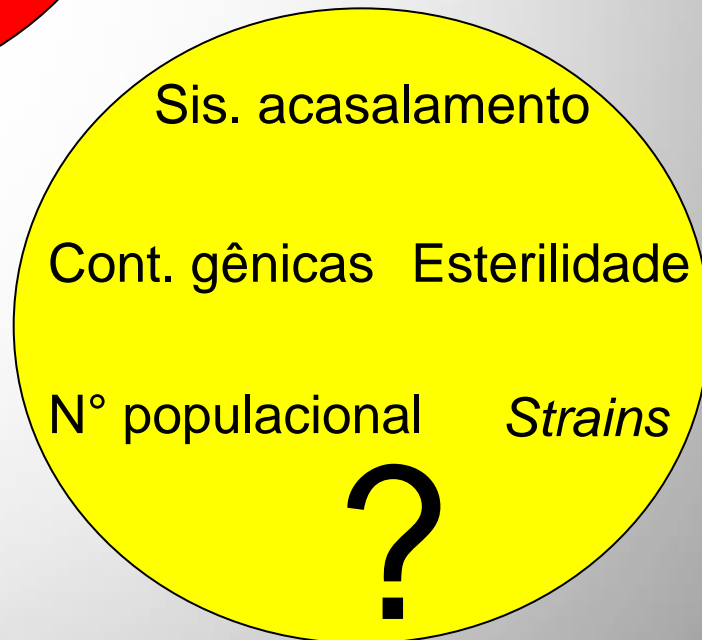 Sis. acasalamento
Cont. gênicas Esterilidade
N° populacional Strains
?